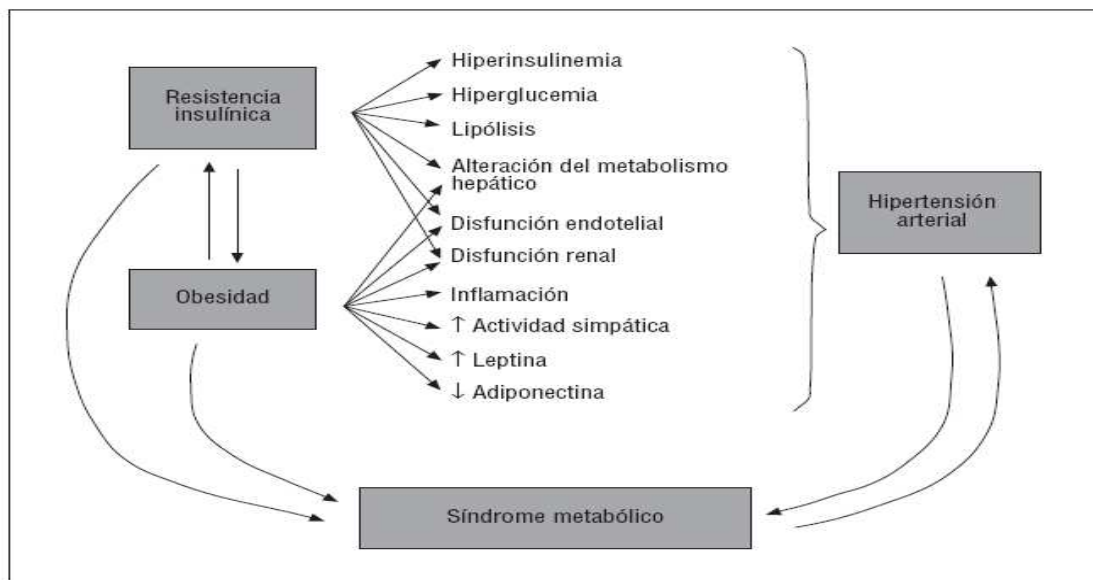 Resistencia
insulínica
Obesidad
Hiperinsulinemia
Hiperglucemia
Lipólisis
Alteración del metabolismo
hepático
Disfunción endotelial
Disfunción renal
Inflamación
↑ Actividad simpática
↑ Leptina
↓ Adiponectina
Hipertensión
arterial
Síndrome metabólico